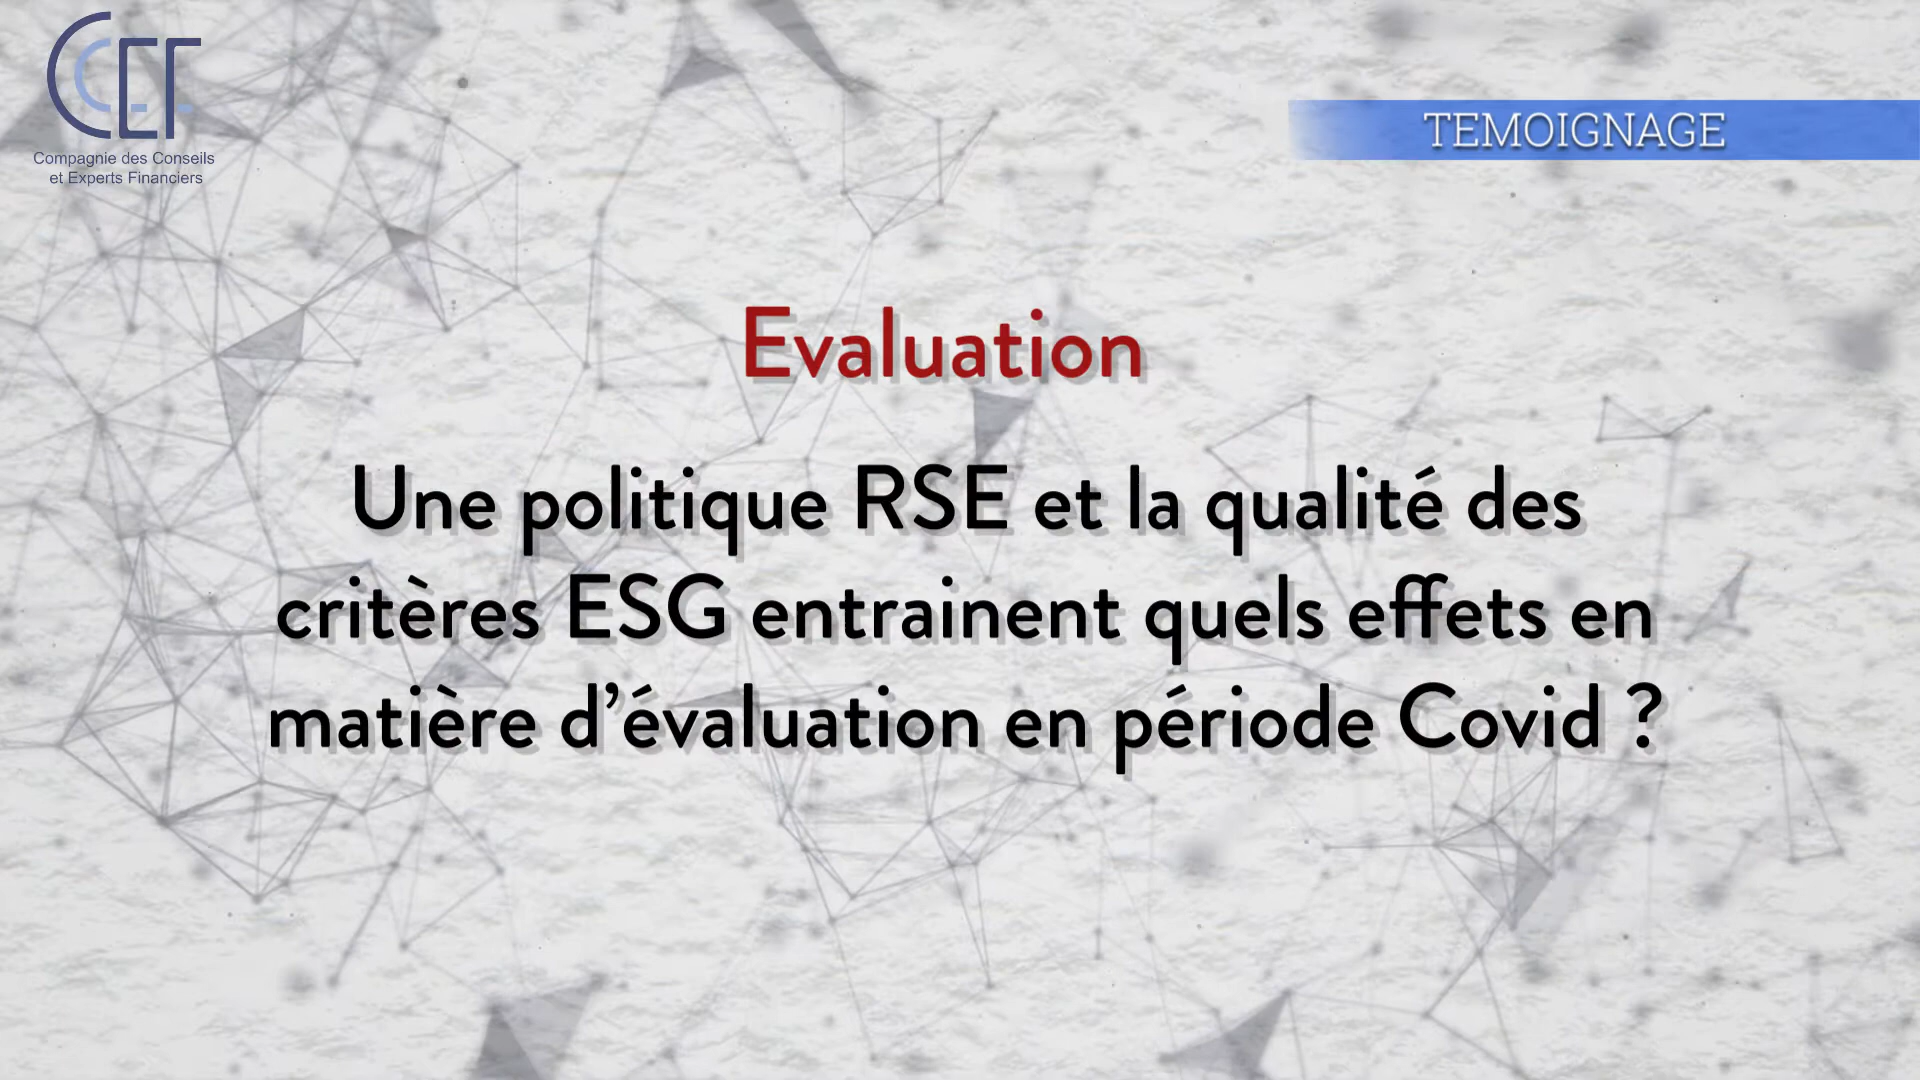 CCEF
Compagnie des Conseils
et Experts Financiers
TEMOIGNAGE
Evaluation
Une politique RSE et la qualité des
critères ESG entrainent quels effets en
matière d’évaluation en période Covid ?